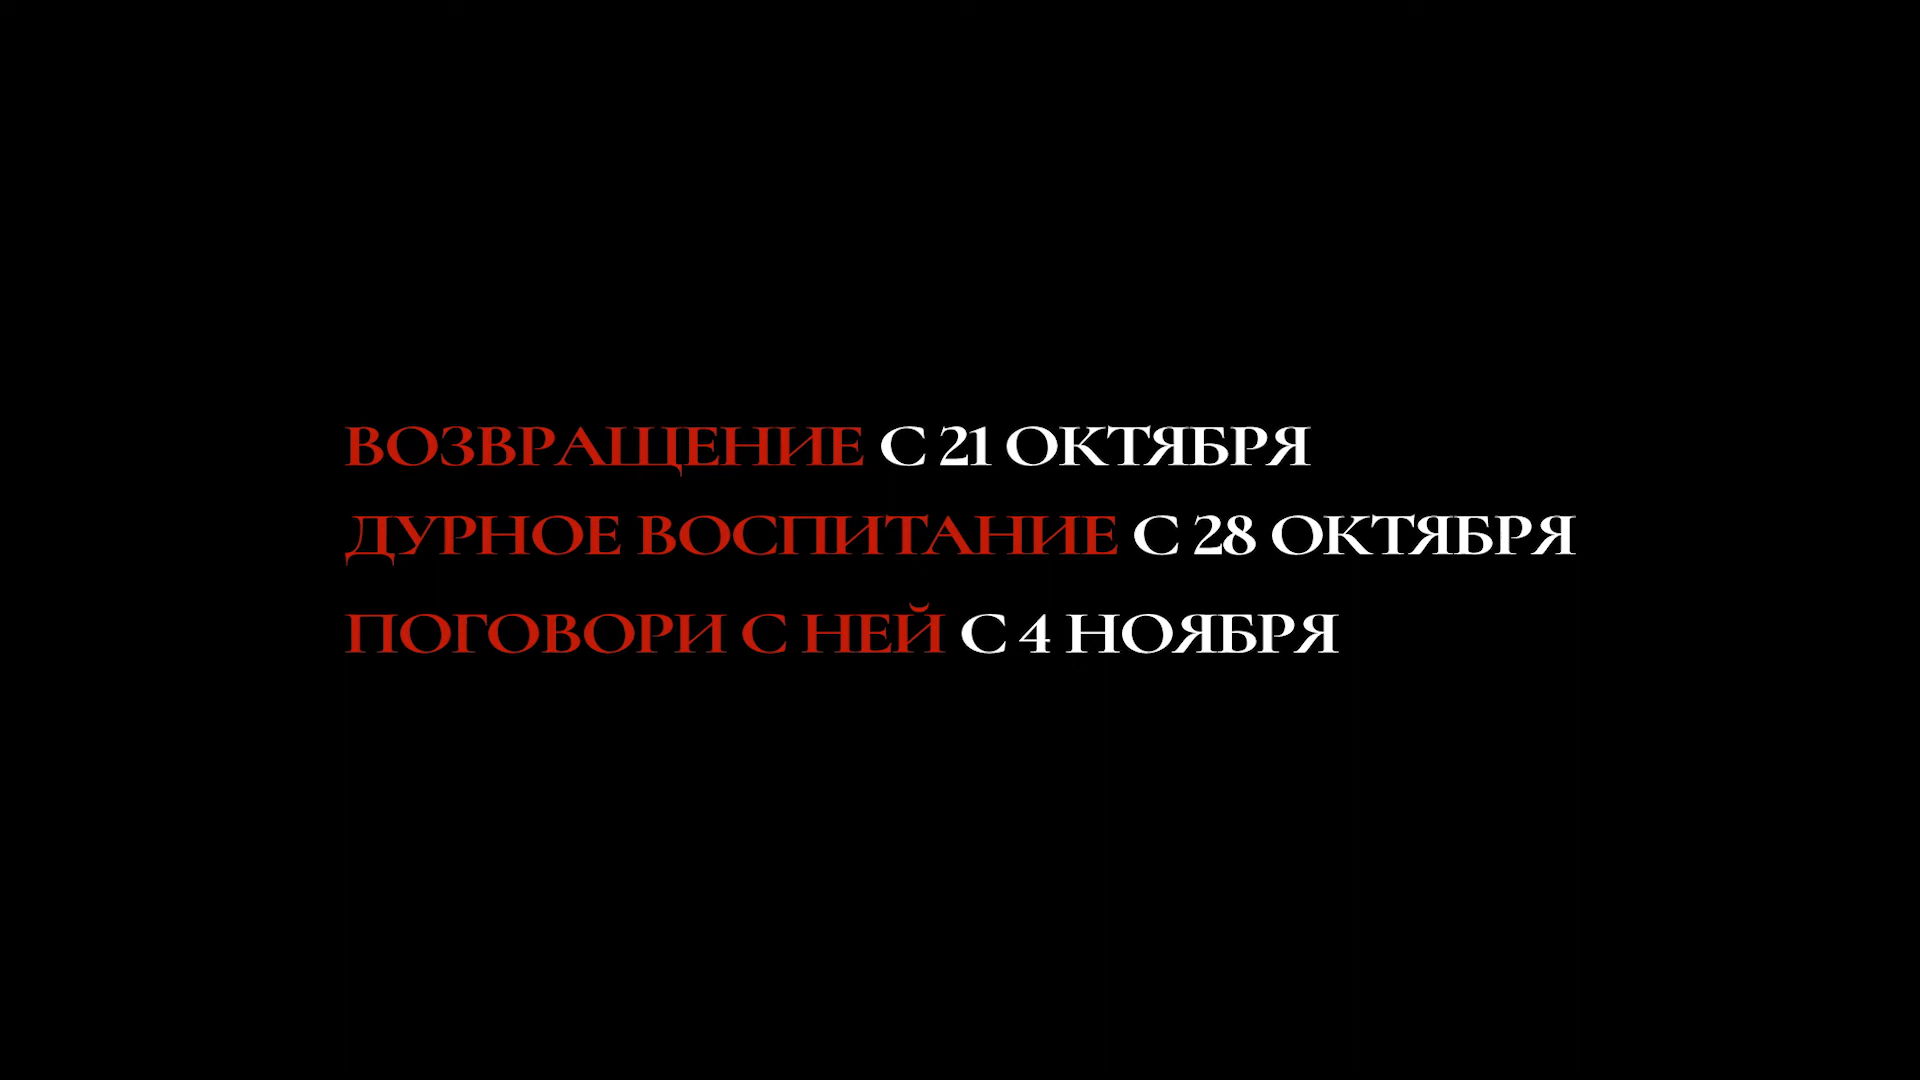 ВОЗВРАЩЕНИЕ С 21 ОКТЯБРЯ
ДУРНОЕ ВОСПИТАНИЕ С 28 ОКТЯБРЯ
ПОГОВОРИ С НЕЙ С 4 НОЯБРЯ